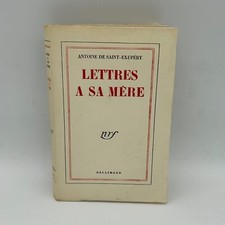 ANTOINE DE SAINT-EXUPÉRY
LETTRES
A SA MÈRE
nrf
GALLIMARD